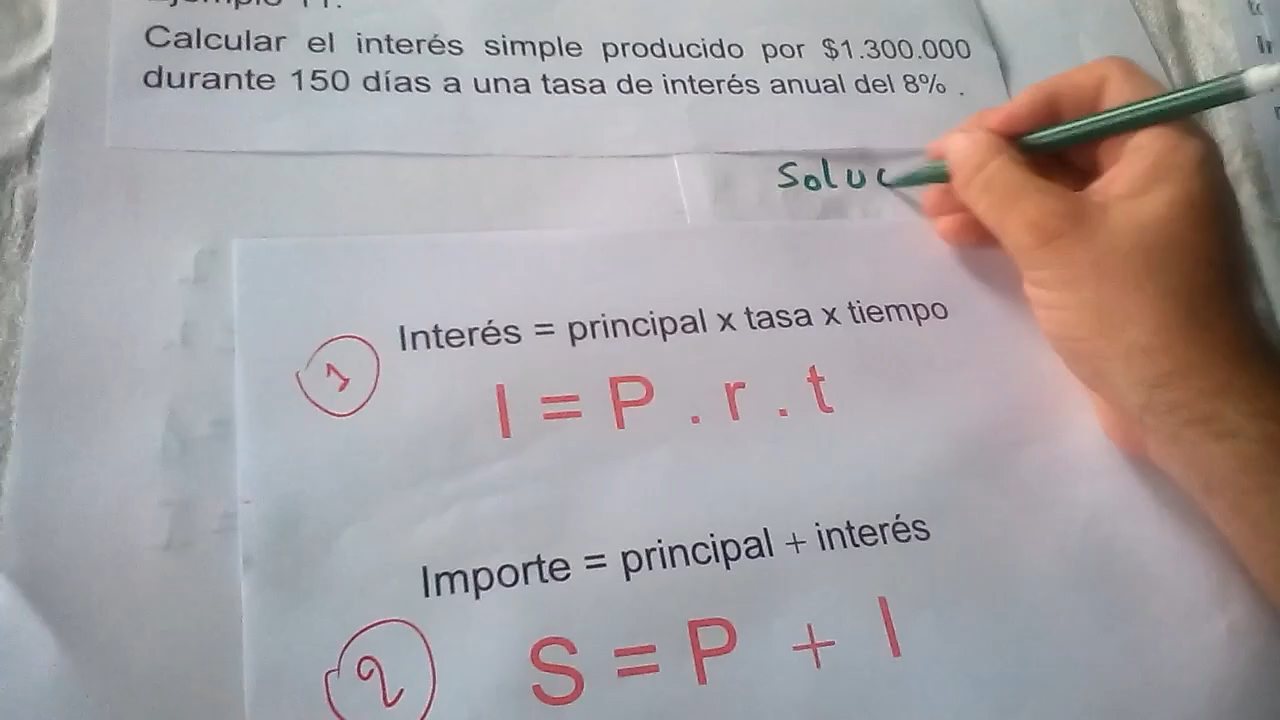 Calcular el interés simple producido por $1.300.000
durante 150 días a una tasa de interés anual del 8% .
Soluc
1
Interés = principal x tasa x tiempo
I = P . r . t
Importe = principal + interés
2
S = P + I